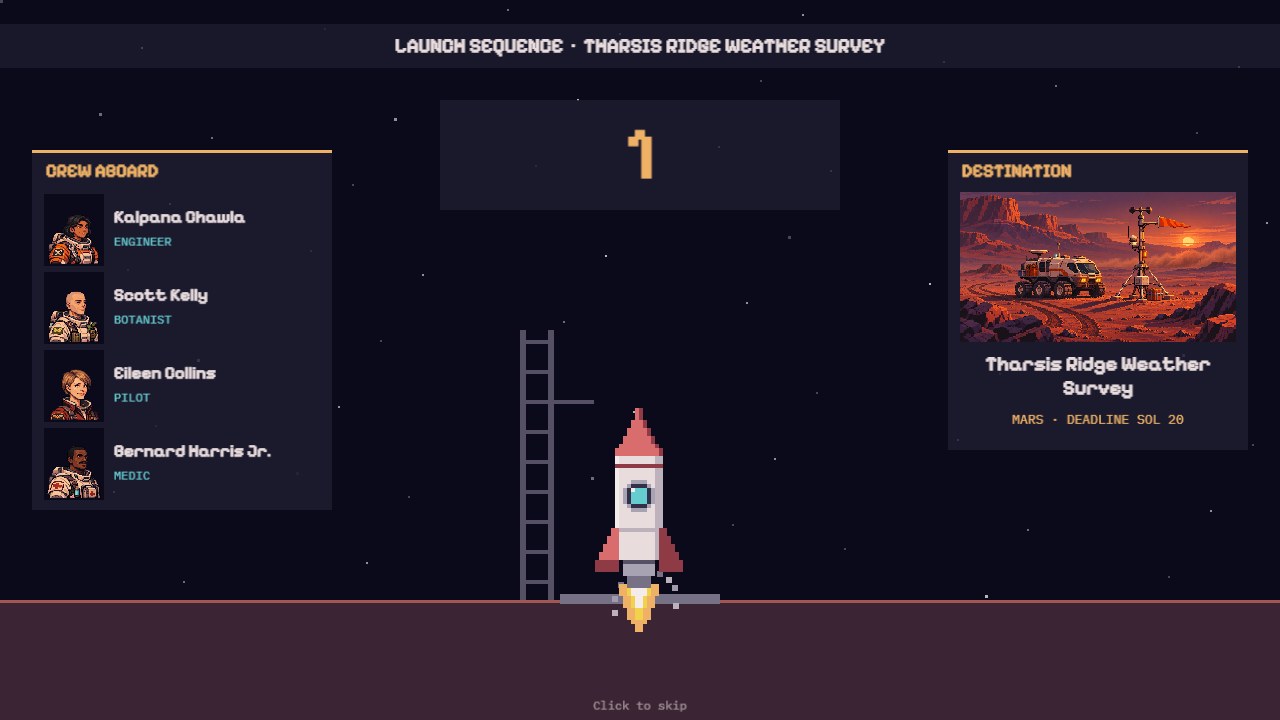 LAUNCH SEQUENCE · THARSIS RIDGE WEATHER SURVEY
1
CREW ABOARD
Kalpana Chawla
ENGINEER
Scott Kelly
BOTANIST
Eileen Collins
PILOT
Bernard Harris Jr.
MEDIC
DESTINATION
Tharsis Ridge Weather
Survey
MARS · DEADLINE SOL 20
Click to skip